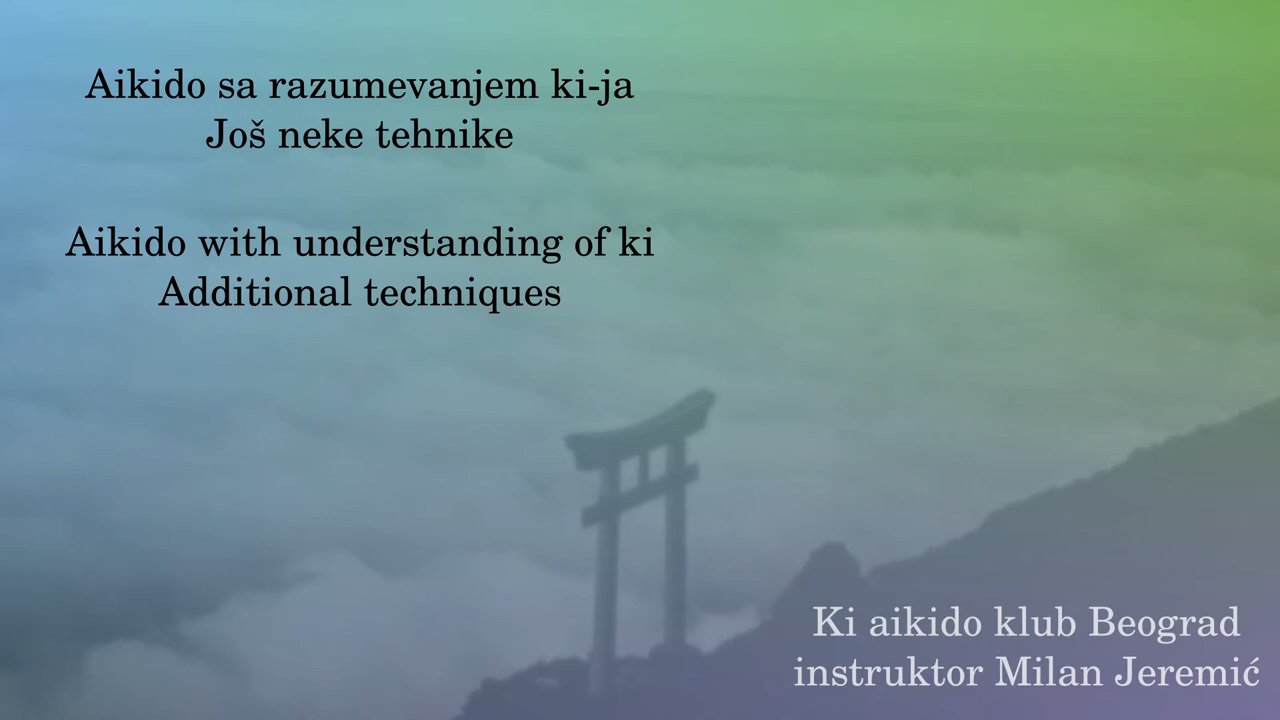 Aikido sa razumevanjem ki-ja
Još neke tehnike
Aikido with understanding of ki
Additional techniques
Ki aikido klub Beograd
instruktor Milan Jeremić